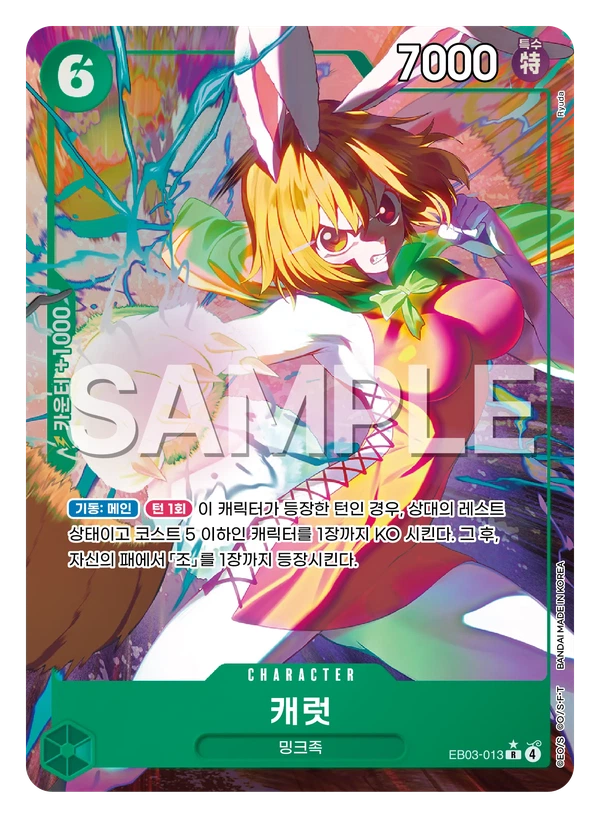 6
7000
특수
特
Ryuda
카운터 +1000
SAMPLE
기동: 메인 턴 1회 이 캐릭터가 등장한 턴인 경우, 상대의 레스트
상태이고 코스트 5 이하인 캐릭터를 1장까지 KO 시킨다. 그 후,
자신의 패에서 『조』를 1장까지 등장시킨다.
CHARACTER
캐럿
밍크족
EB03-013 ★ R 4
©EO/S ©O/S·F·T BANDAI MADE IN KOREA